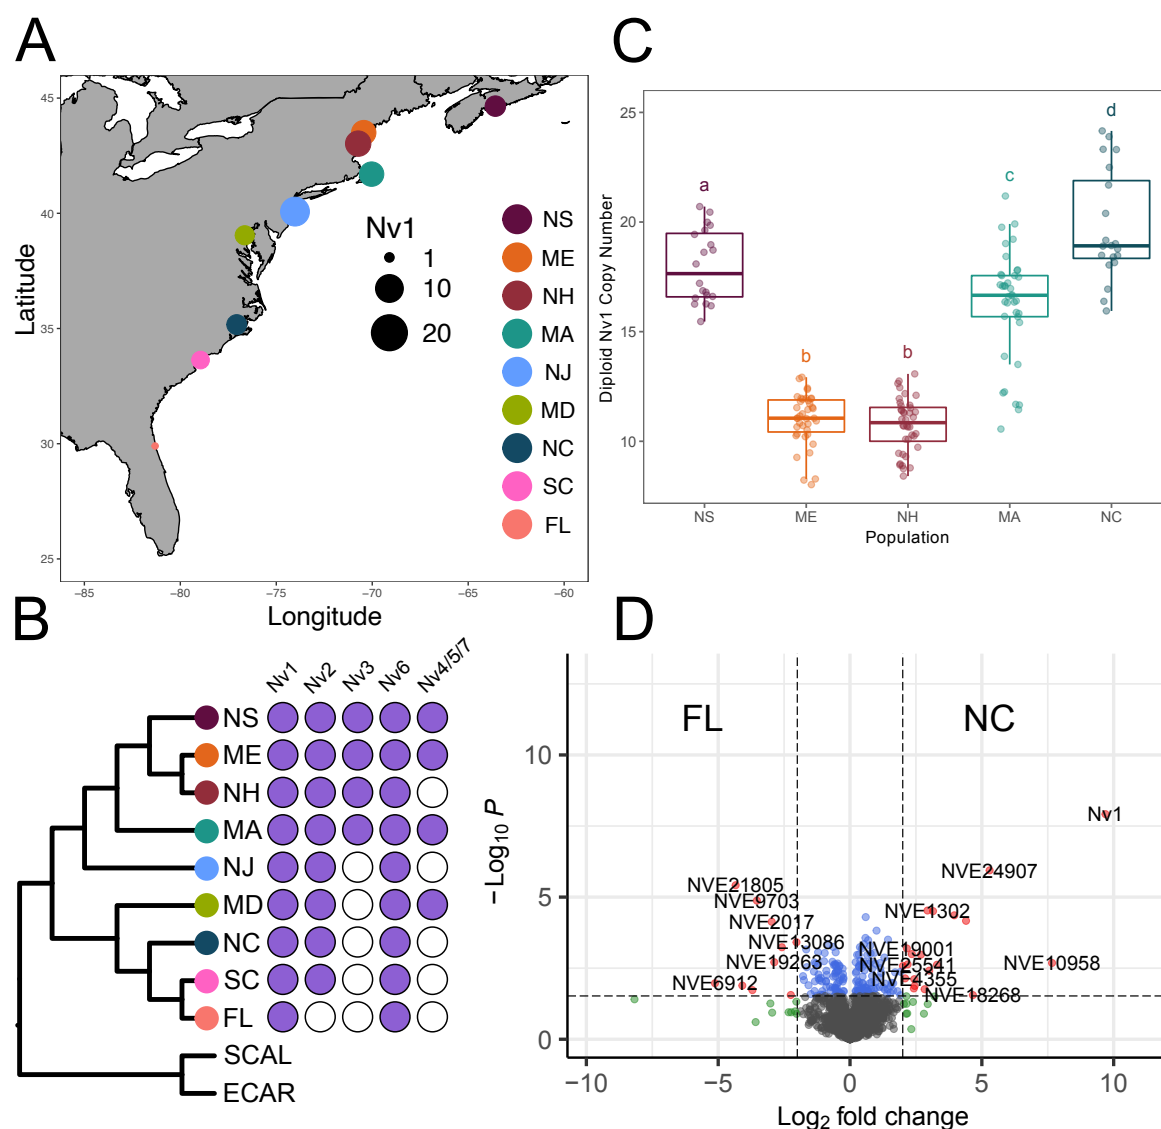 A
45
40
35
30
25
Latitude
−85
−80
−75
−70
−65
−60
Longitude
Nv1
1
10
20
NS
ME
NH
MA
NJ
MD
NC
SC
FL
C
25
20
15
10
Diploid Nv1 Copy Number
a
b
b
c
d
NS
ME
NH
MA
NC
Population
B
Nv1
Nv2
Nv3
Nv6
Nv4/5/7
NS
ME
NH
MA
NJ
MD
NC
SC
FL
SCAL
ECAR
D
FL
NC
10
5
0
−Log10 P
Nv1
NVE24907
NVE21805
NVE9703
NVE1302
NVE2017
NVE13086
NVE19001
NVE19263
NVE25541
NVE10958
NVE4355
NVE6912
NVE18268
−10
−5
0
5
10
Log2 fold change